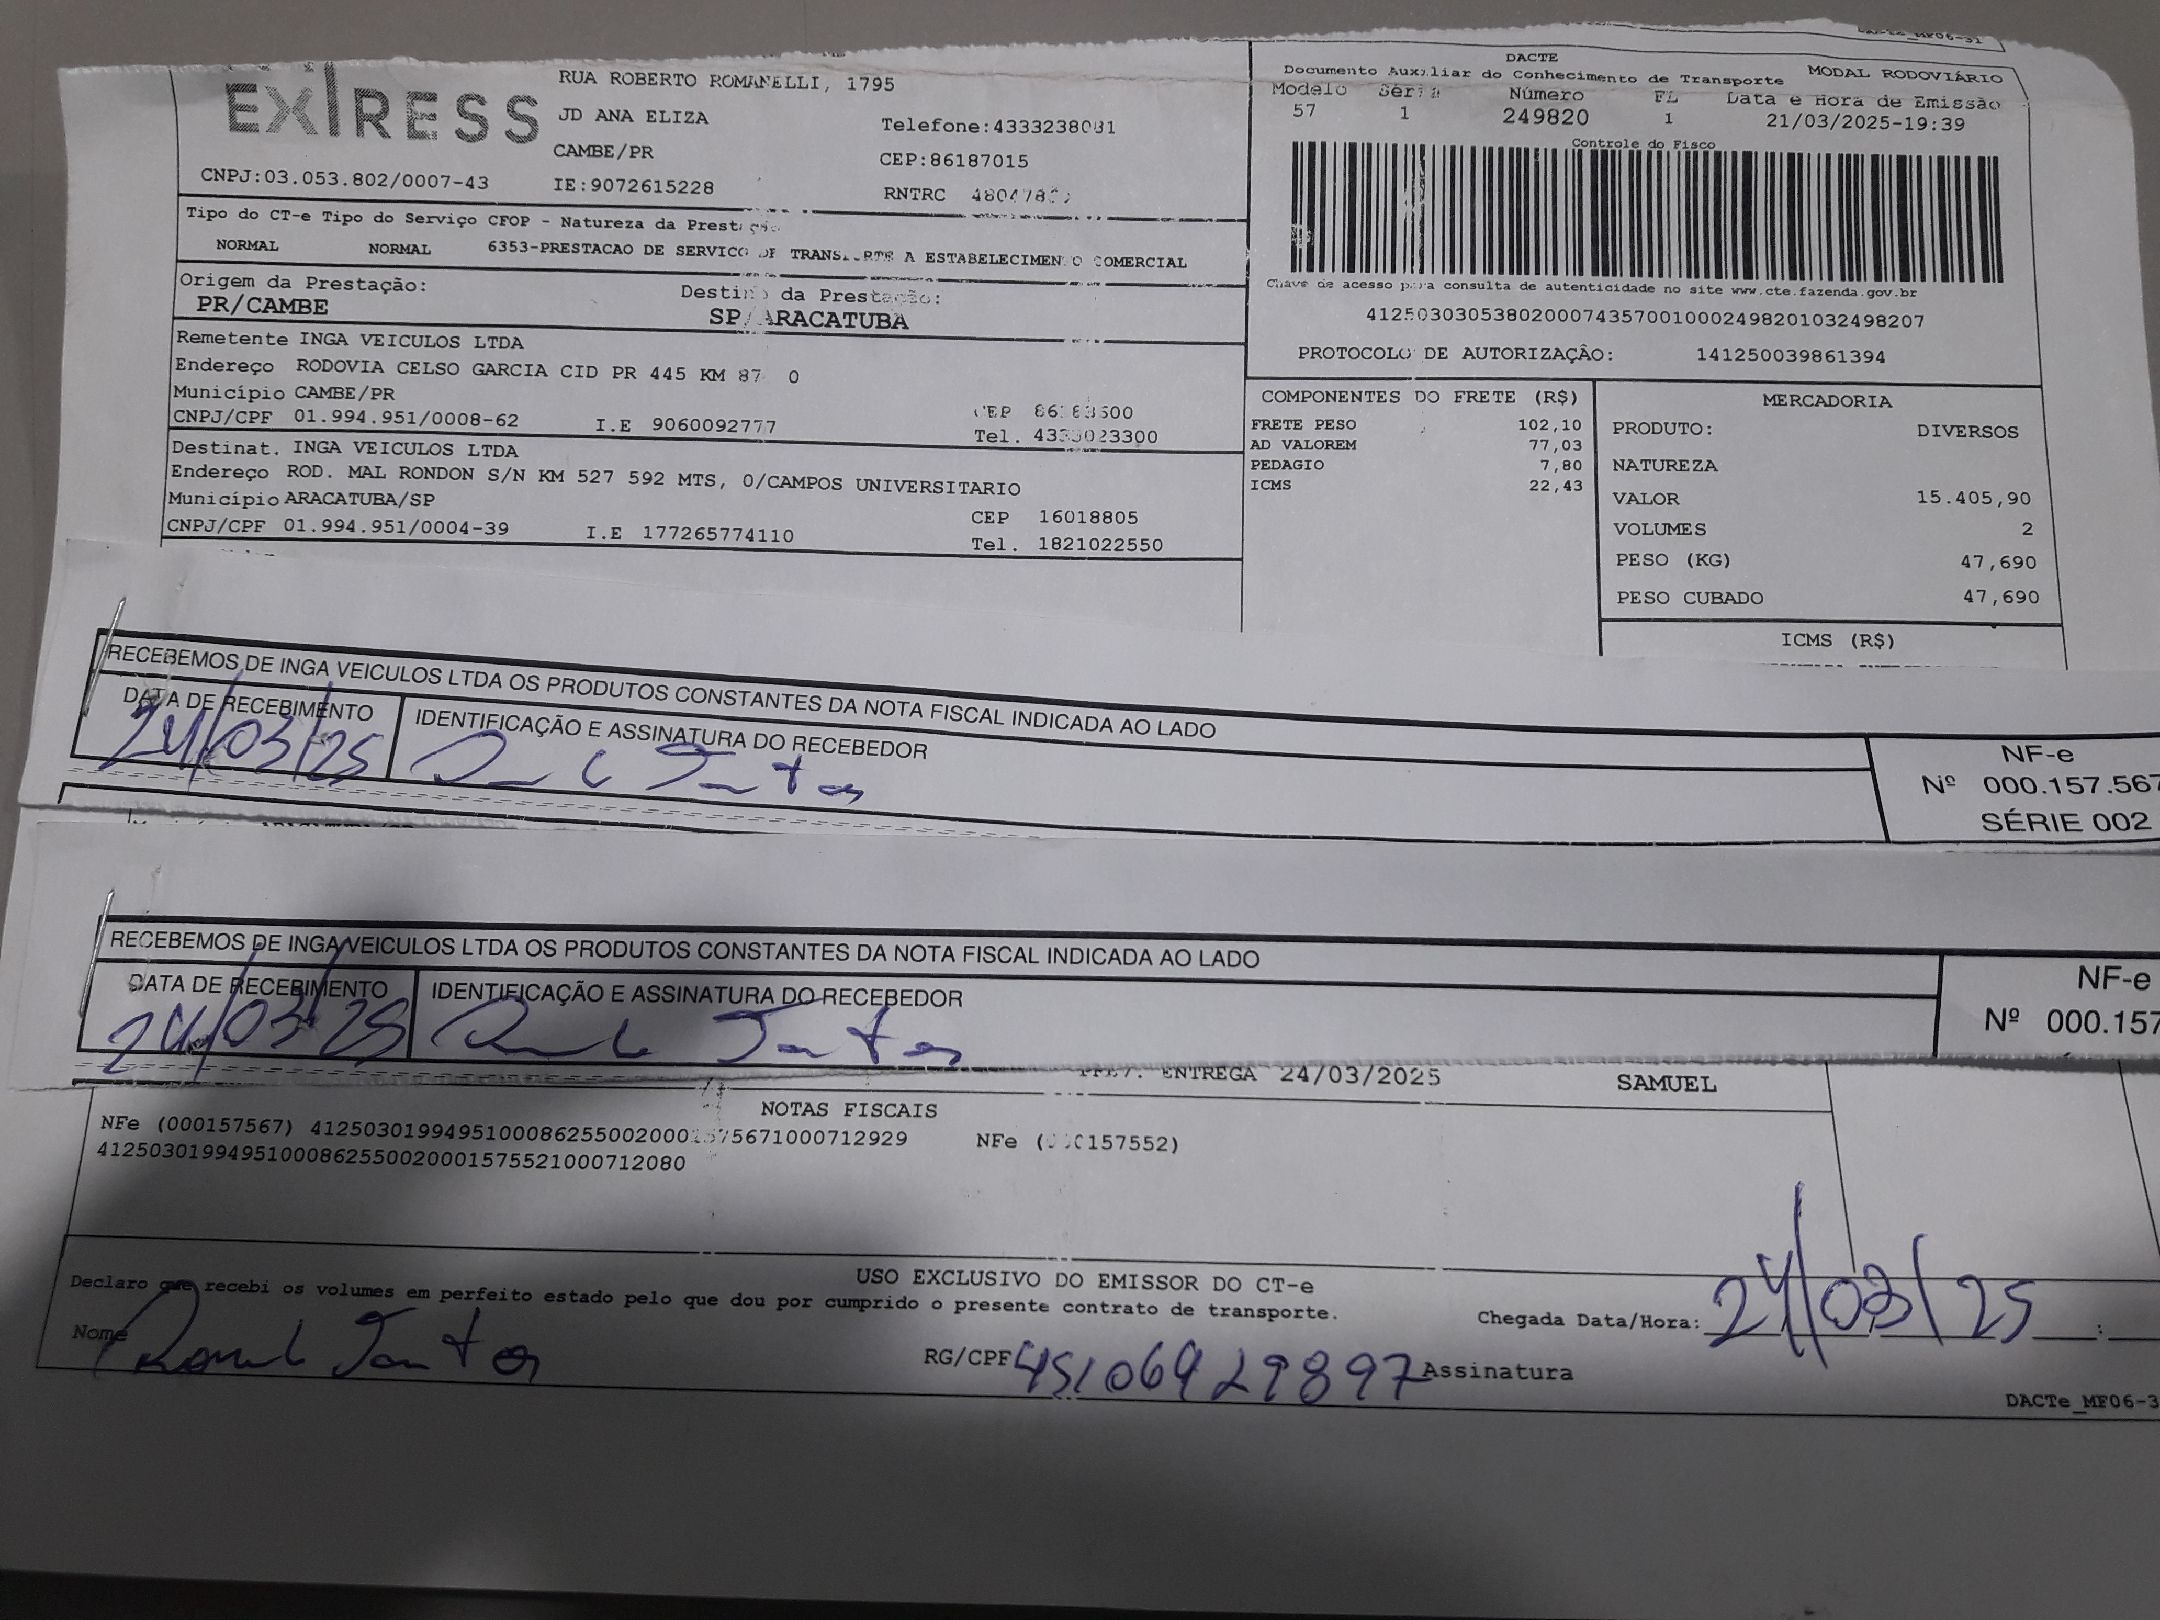 EXPRESS
RUA ROBERTO ROMANELLI, 1795
JD ANA ELIZA
Telefone:4333238081
CAMBE/PR
CEP:86187015
CNPJ:03.053.802/0007-43
IE:9072615228
RNTRC
Tipo do CT-e Tipo do Serviço CFOP - Natureza da Prestação
NORMAL NORMAL 6353-PRESTACAO DE SERVICO DE TRANSPORTE A ESTABELECIMENTO COMERCIAL
Origem da Prestação:
PR/CAMBE
Destino da Prestação:
SP/ARACATUBA
Remetente INGA VEICULOS LTDA
Endereço RODOVIA CELSO GARCIA CID PR 445 KM 87 0
Município CAMBE/PR
CEP
CNPJ/CPF 01.994.951/0008-62 I.E 9060092777
Tel.
Destinat. INGA VEICULOS LTDA
Endereço ROD. MAL RONDON S/N KM 527 592 MTS, 0/CAMPOS UNIVERSITARIO
Município ARACATUBA/SP
CEP 16018805
CNPJ/CPF 01.994.951/0004-39 I.E 177265774110
Tel. 1821022550
DACTE
Documento Auxiliar do Conhecimento de Transporte
MODAL RODOVIÁRIO
Modelo Série Número FL Data e Hora de Emissão
57 1 249820 1 21/03/2025-19:39
Controle do Fisco
Chave de acesso para consulta de autenticidade no site www.cte.fazenda.gov.br
41250303053802000743570010002498201032498207
PROTOCOLO DE AUTORIZAÇÃO: 141250039861394
COMPONENTES DO FRETE (R$)
FRETE PESO 102,10
AD VALOREM 77,03
PEDAGIO 7,80
ICMS 22,43
MERCADORIA
PRODUTO: DIVERSOS
NATUREZA
VALOR 15.405,90
VOLUMES 2
PESO (KG) 47,690
PESO CUBADO 47,690
ICMS (R$)
RECEBEMOS DE INGA VEICULOS LTDA OS PRODUTOS CONSTANTES DA NOTA FISCAL INDICADA AO LADO
DATA DE RECEBIMENTO
24/03/25
IDENTIFICAÇÃO E ASSINATURA DO RECEBEDOR
NF-e
Nº 000.157.567
SÉRIE 002
RECEBEMOS DE INGA VEICULOS LTDA OS PRODUTOS CONSTANTES DA NOTA FISCAL INDICADA AO LADO
DATA DE RECEBIMENTO
24/03/25
IDENTIFICAÇÃO E ASSINATURA DO RECEBEDOR
NF-e
Nº 000.157
ENTREGA 24/03/2025
SAMUEL
NOTAS FISCAIS
NFe (000157567) 41250301994951000862550020001575671000712929 NFe (000157552)
41250301994951000862550020001575521000712080
USO EXCLUSIVO DO EMISSOR DO CT-e
Declaro que recebi os volumes em perfeito estado pelo que dou por cumprido o presente contrato de transporte.
Chegada Data/Hora: 24/03/25 :
Nome Santos
RG/CPF 45106929897 Assinatura
DACTe_MF06-3